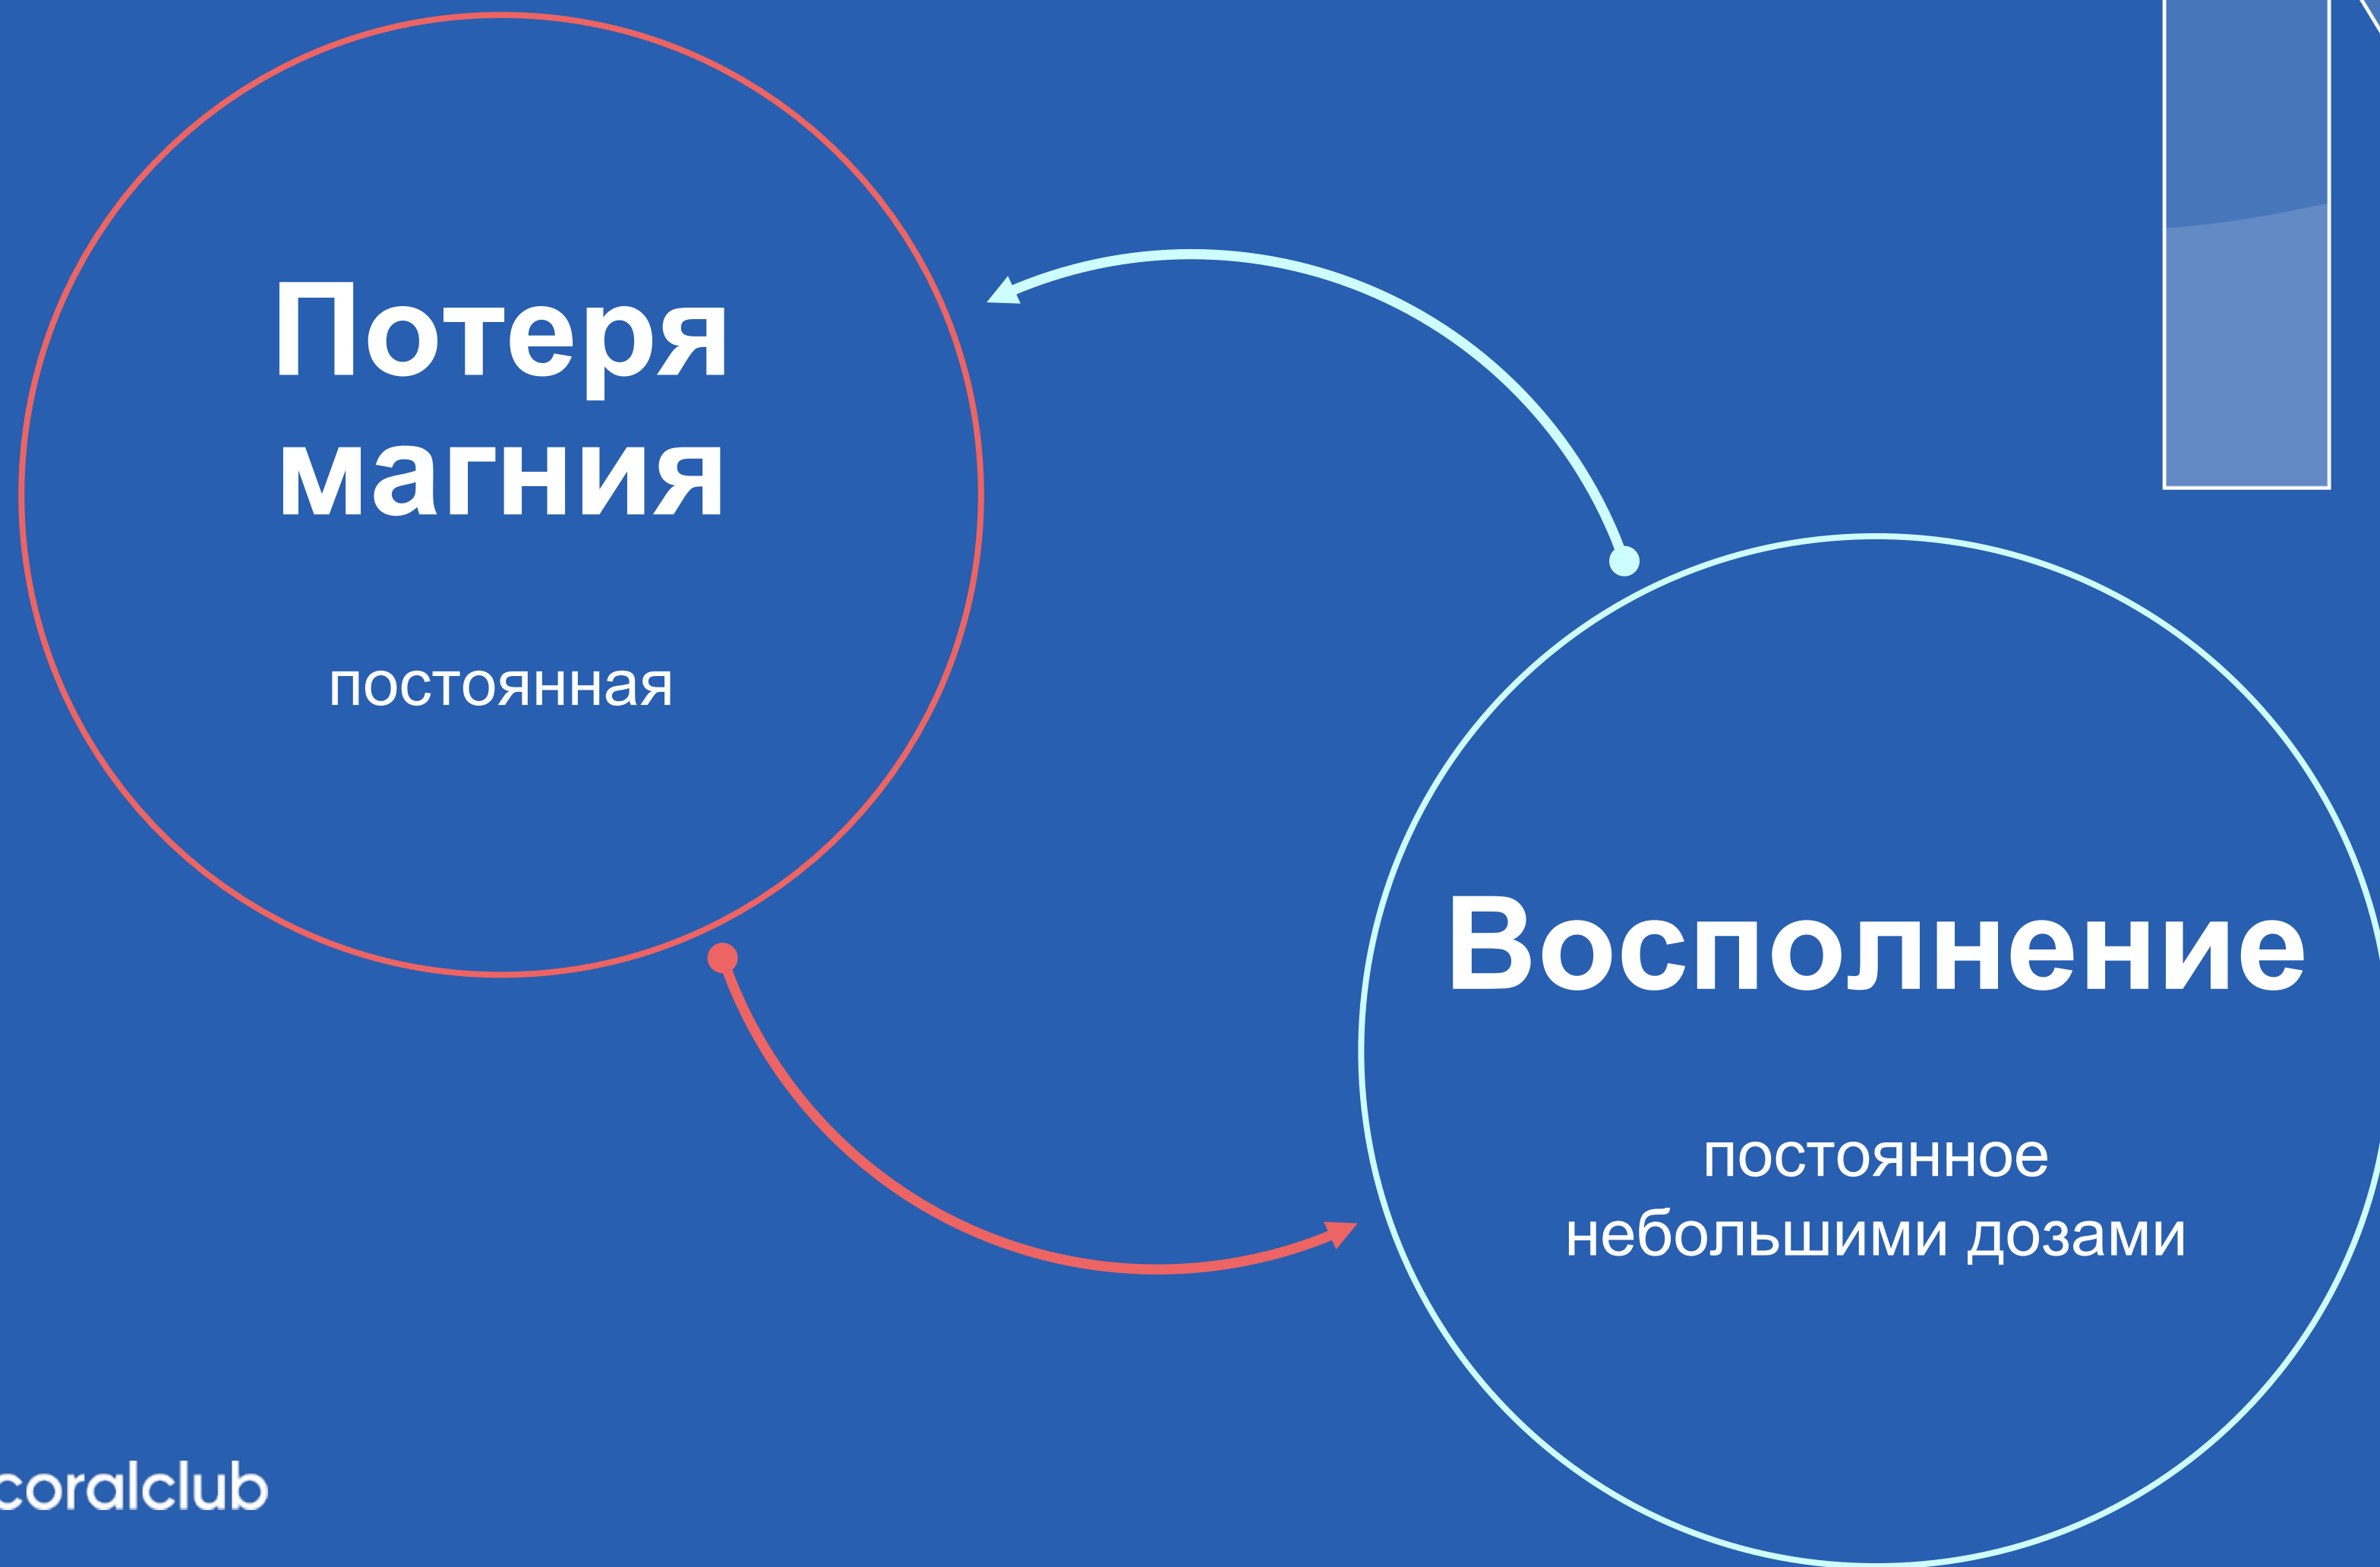 Потеря
магния
постоянная
Восполнение
постоянное
небольшими дозами
coralclub